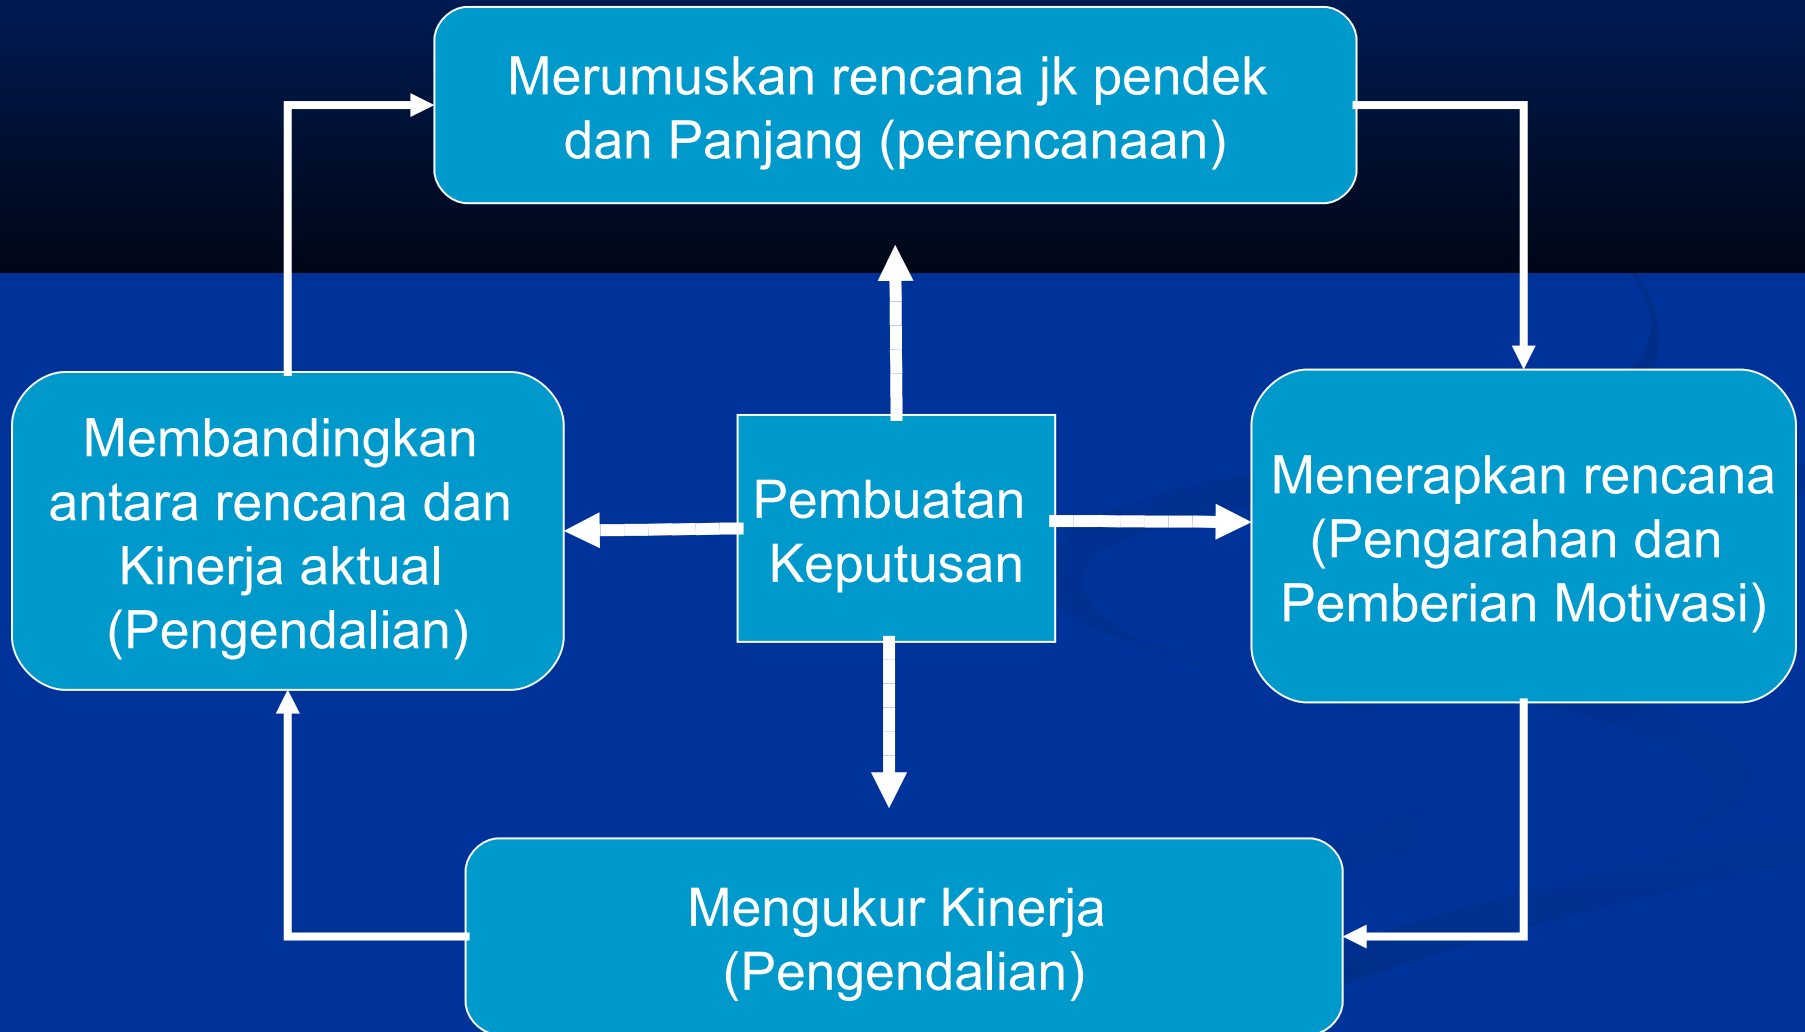 Merumuskan rencana jk pendek
dan Panjang (perencanaan)
Membandingkan
antara rencana dan
Kinerja aktual
(Pengendalian)
Pembuatan
Keputusan
Menerapkan rencana
(Pengarahan dan
Pemberian Motivasi)
Mengukur Kinerja
(Pengendalian)